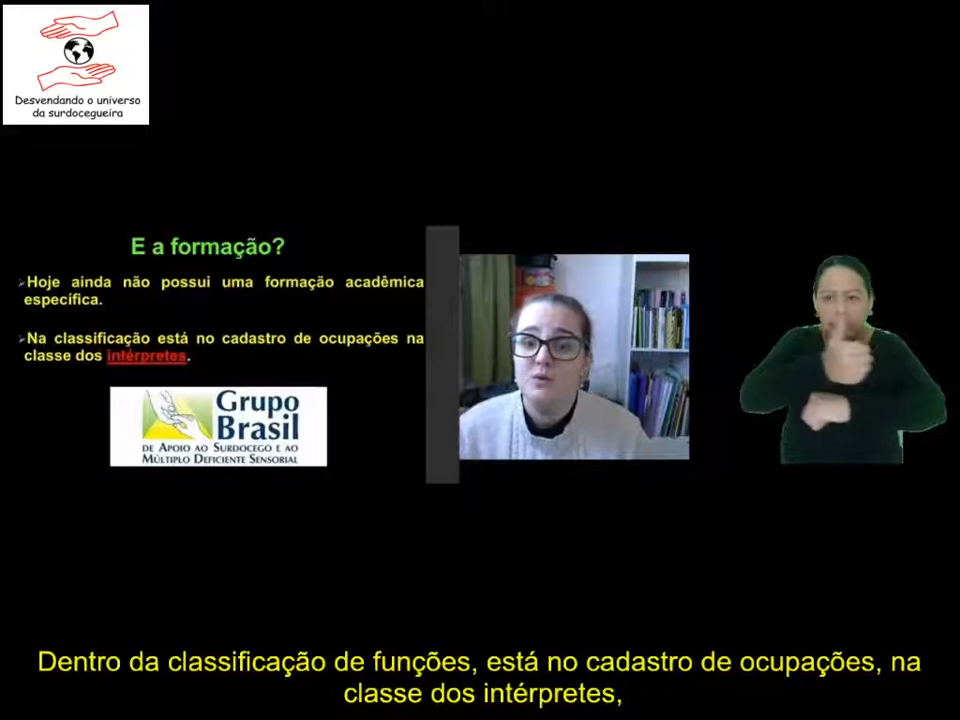 Desvendando o universo
da surdocegueira
E a formação?
➢Hoje ainda não possui uma formação acadêmica
específica.
➢Na classificação está no cadastro de ocupações na
classe dos intérpretes.
Grupo
Brasil
DE APOIO AO SURDOCEGO E AO
MÚLTIPLO DEFICIENTE SENSORIAL
Dentro da classificação de funções, está no cadastro de ocupações, na
classe dos intérpretes,